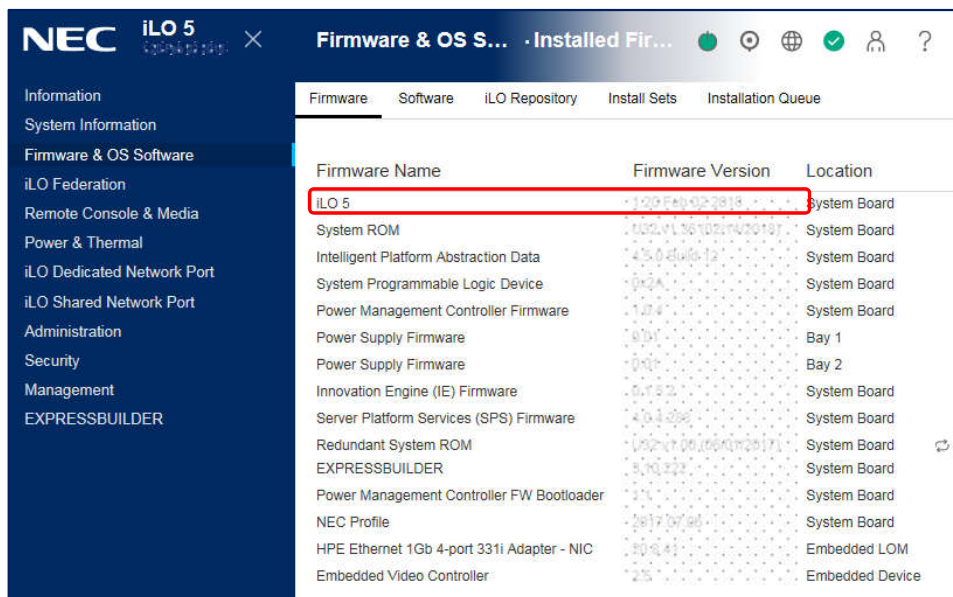 NEC iLO 5
Firmware & OS S... · Installed Fir... ?
Information
System Information
Firmware & OS Software
iLO Federation
Remote Console & Media
Power & Thermal
iLO Dedicated Network Port
iLO Shared Network Port
Administration
Security
Management
EXPRESSBUILDER
Firmware Software iLO Repository Install Sets Installation Queue
Firmware Name Firmware Version Location
iLO 5 System Board
System ROM System Board
Intelligent Platform Abstraction Data System Board
System Programmable Logic Device System Board
Power Management Controller Firmware System Board
Power Supply Firmware Bay 1
Power Supply Firmware Bay 2
Innovation Engine (IE) Firmware System Board
Server Platform Services (SPS) Firmware System Board
Redundant System ROM System Board
EXPRESSBUILDER System Board
Power Management Controller FW Bootloader System Board
NEC Profile System Board
HPE Ethernet 1Gb 4-port 331i Adapter - NIC Embedded LOM
Embedded Video Controller Embedded Device